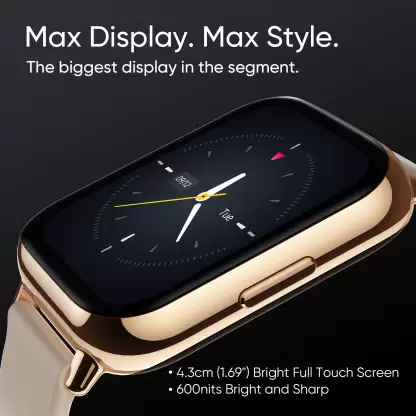 Max Display. Max Style.
The biggest display in the segment.
0972
Tue
• 4.3cm (1.69") Bright Full Touch Screen
• 600nits Bright and Sharp